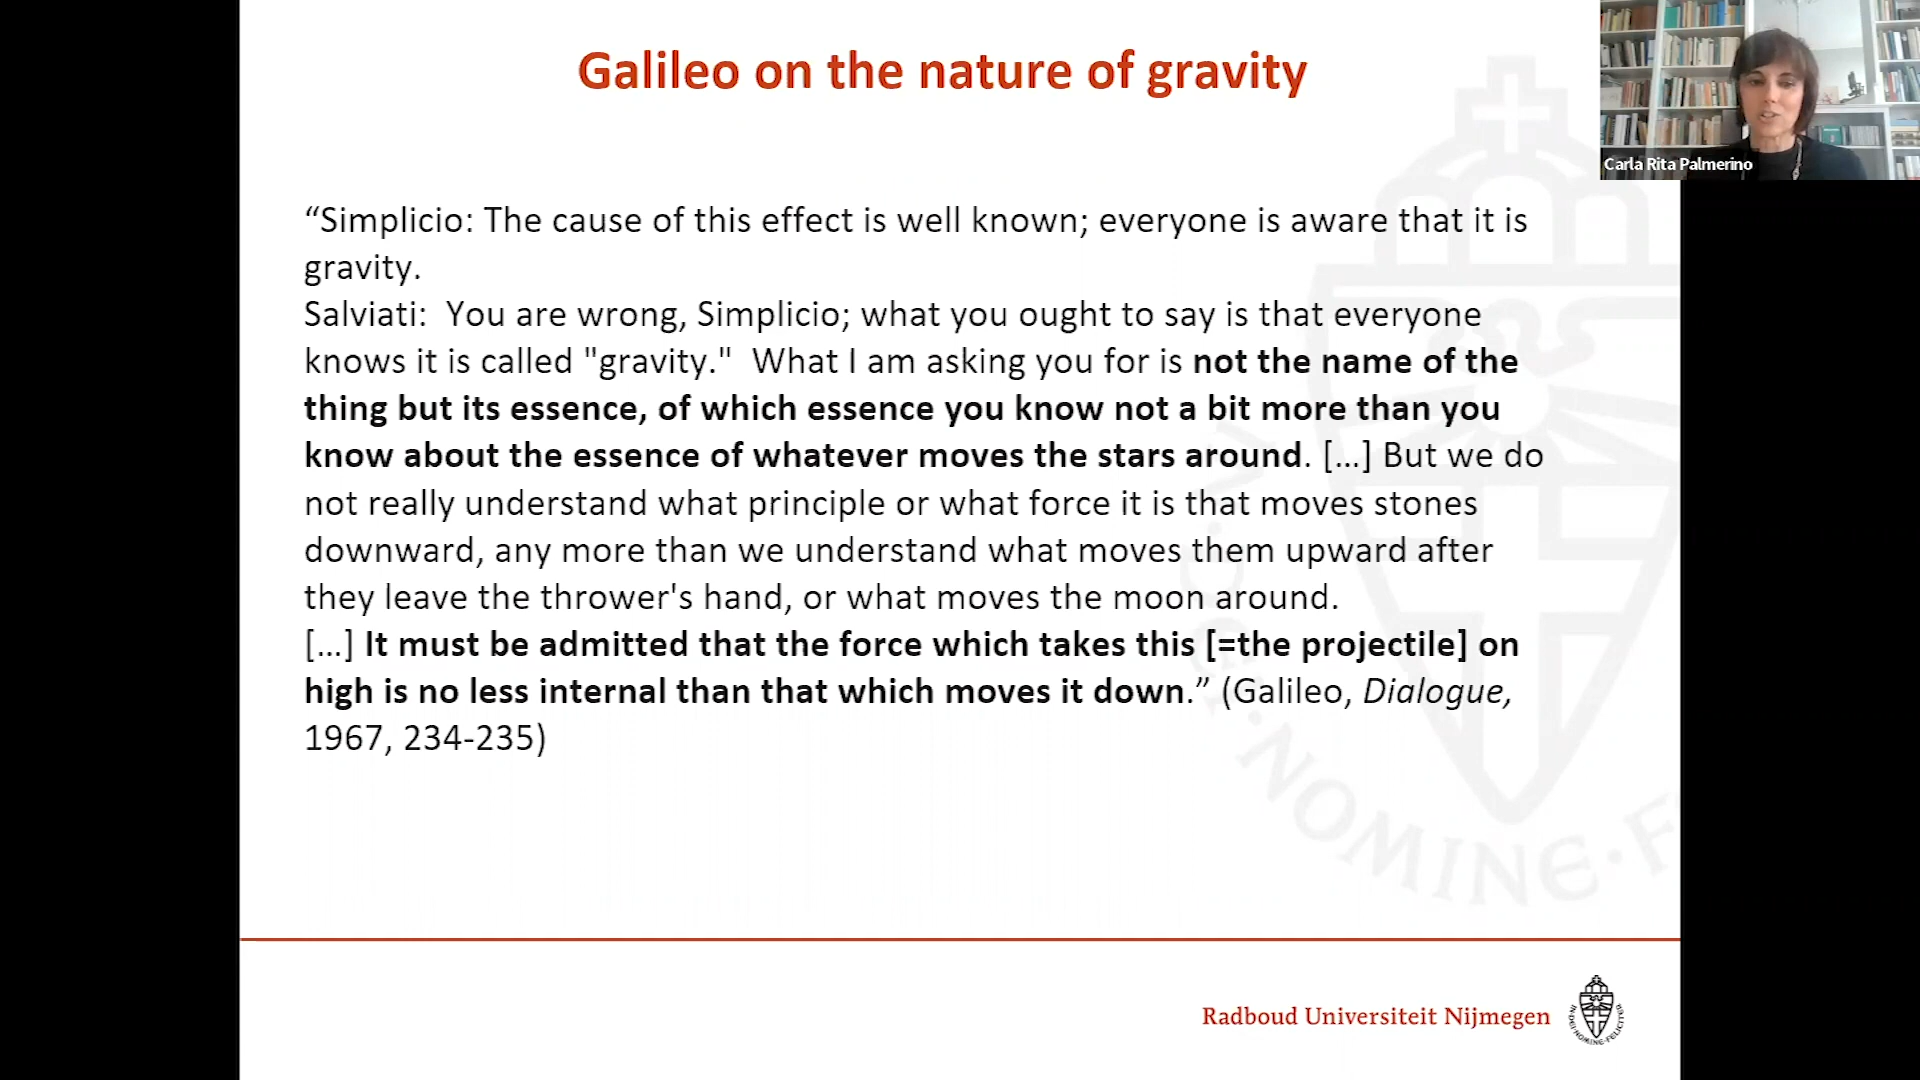 Galileo on the nature of gravity
Carla Rita Palmerino
“Simplicio: The cause of this effect is well known; everyone is aware that it is
gravity.
Salviati:  You are wrong, Simplicio; what you ought to say is that everyone
knows it is called "gravity."  What I am asking you for is not the name of the
thing but its essence, of which essence you know not a bit more than you
know about the essence of whatever moves the stars around. [...] But we do
not really understand what principle or what force it is that moves stones
downward, any more than we understand what moves them upward after
they leave the thrower's hand, or what moves the moon around.
[...] It must be admitted that the force which takes this [=the projectile] on
high is no less internal than that which moves it down.” (Galileo, Dialogue,
1967, 234-235)
·NOMINE·F
Radboud Universiteit Nijmegen
IN·DEI·NOMINE·FELICITER